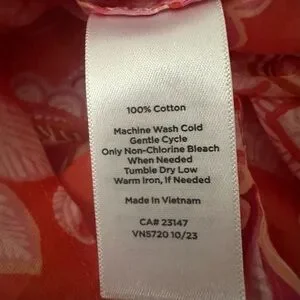 100% Cotton
Machine Wash Cold
Gentle Cycle
Only Non-Chlorine Bleach
When Needed
Tumble Dry Low
Warm Iron, If Needed
Made In Vietnam
CA# 23147
VN5720 10/23